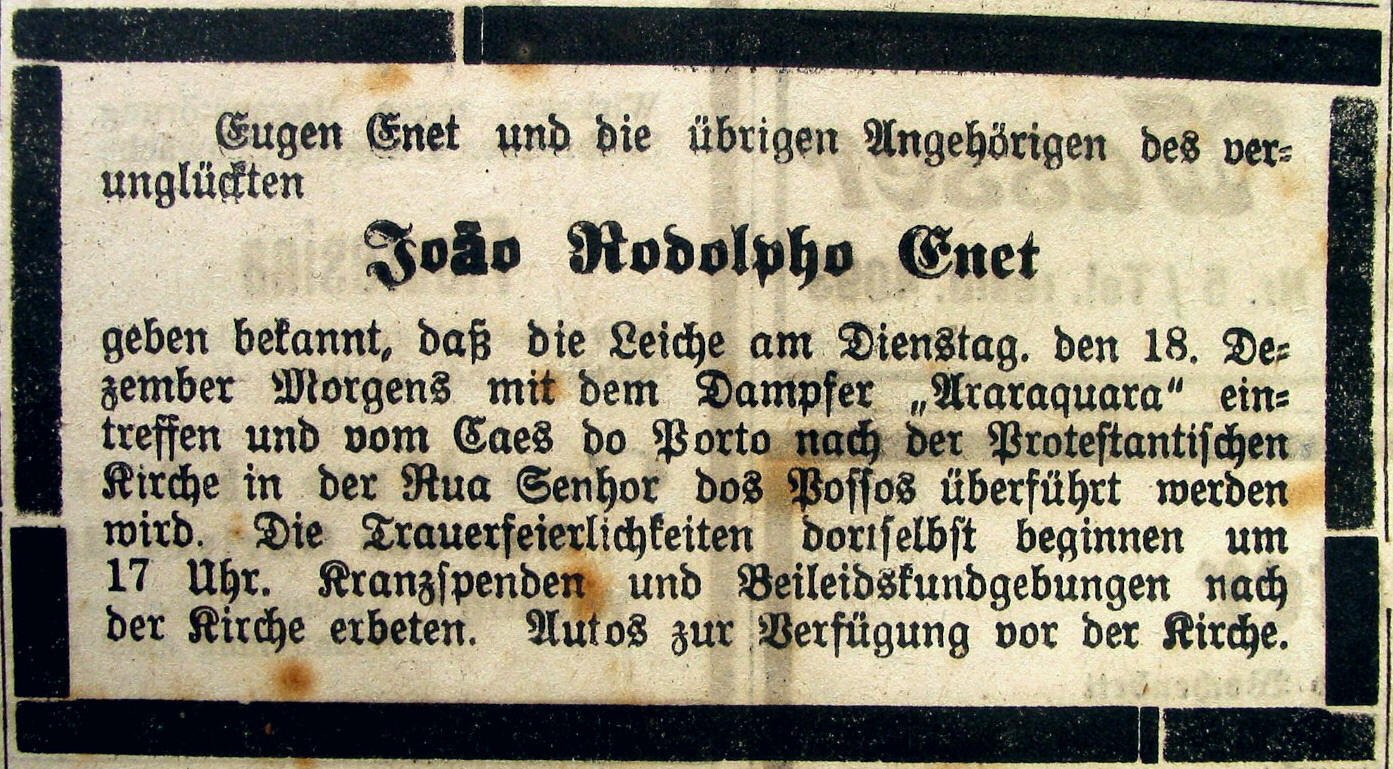 Eugen Enet und die übrigen Angehörigen des ver-
unglückten
João Rodolpho Enet
geben bekannt, daß die Leiche am Dienstag. den 18. De-
zember Morgens mit dem Dampfer „Araraquara“ ein-
treffen und vom Caes do Porto nach der Protestantischen
Kirche in der Rua Senhor dos Passos überführt werden
wird. Die Trauerfeierlichkeiten dortselbst beginnen um
17 Uhr. Kranzspenden und Beileidskundgebungen nach
der Kirche erbeten. Autos zur Verfügung vor der Kirche.